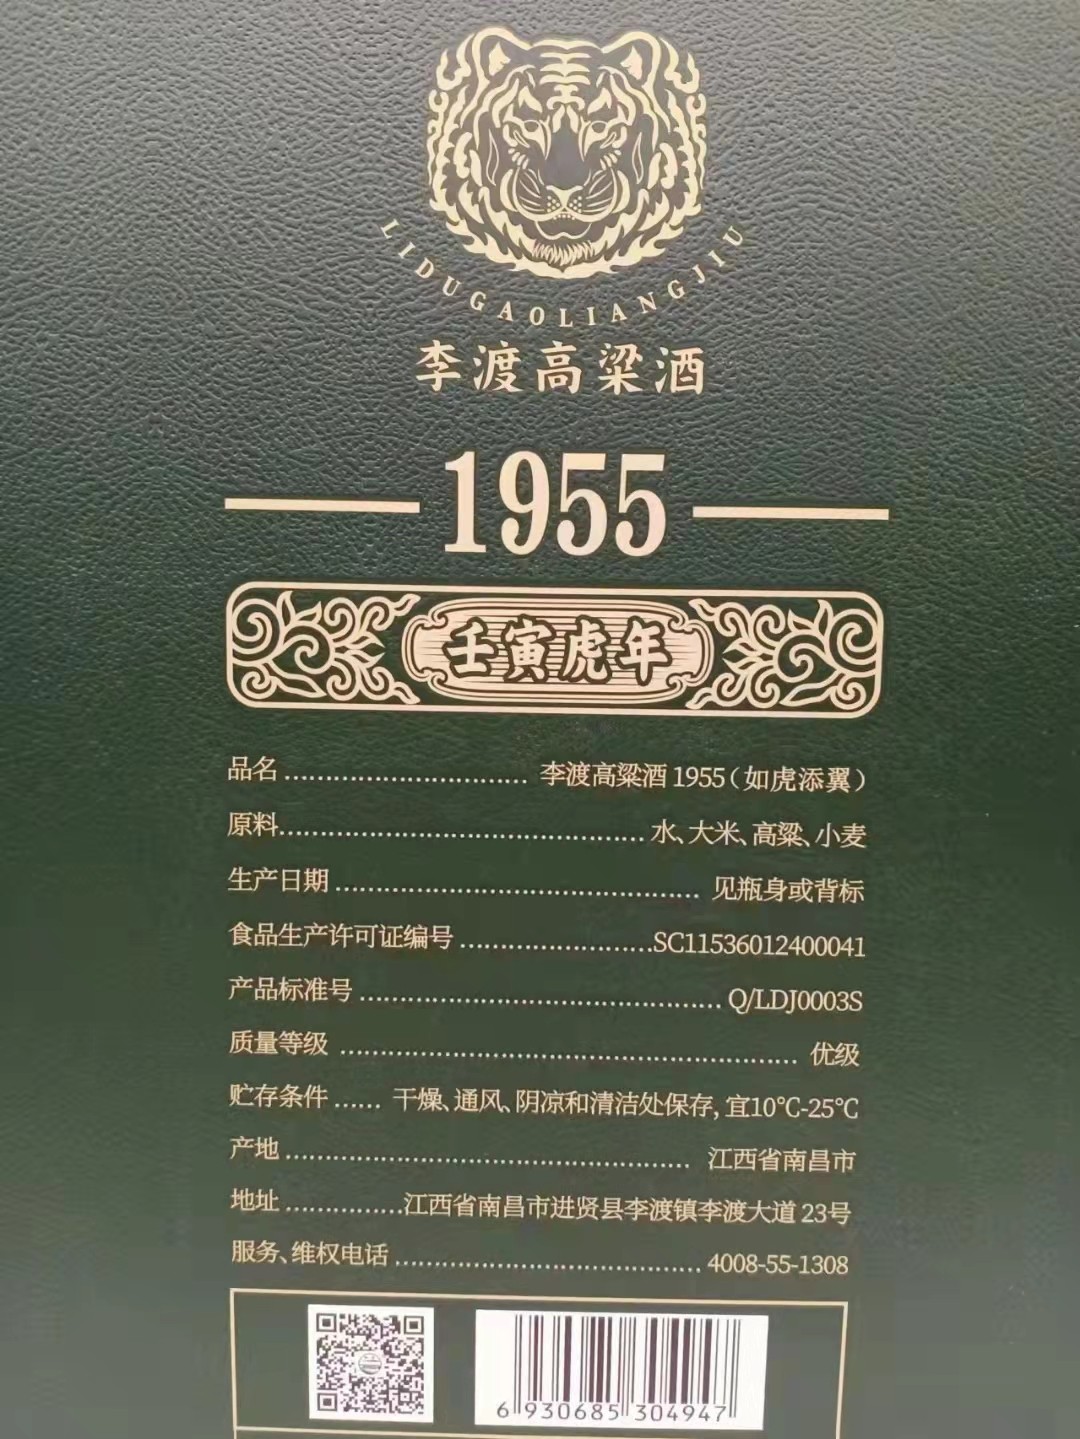 LIDUGAOLIANGJIU
李渡高粱酒
1955
壬寅虎年
品名 .............................. 李渡高粱酒 1955（如虎添翼）
原料.............................................. 水、大米、高粱、小麦
生产日期 .............................................. 见瓶身或背标
食品生产许可证编号 ........................SC11536012400041
产品标准号 .............................................. Q/LDJ0003S
质量等级 ......................................................... 优级
贮存条件 ...... 干燥、通风、阴凉和清洁处保存，宜10℃-25℃
产地 ................................................... 江西省南昌市
地址 ...............江西省南昌市进贤县李渡镇李渡大道 23号
服务、维权电话 ...................................... 4008-55-1308
6 930685 304947